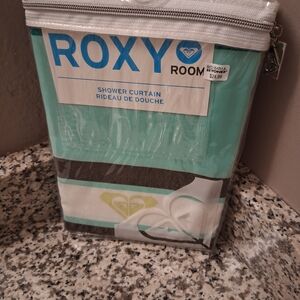 ROXY
ROOM
SHOWER CURTAIN
RIDEAU DE DOUCHE